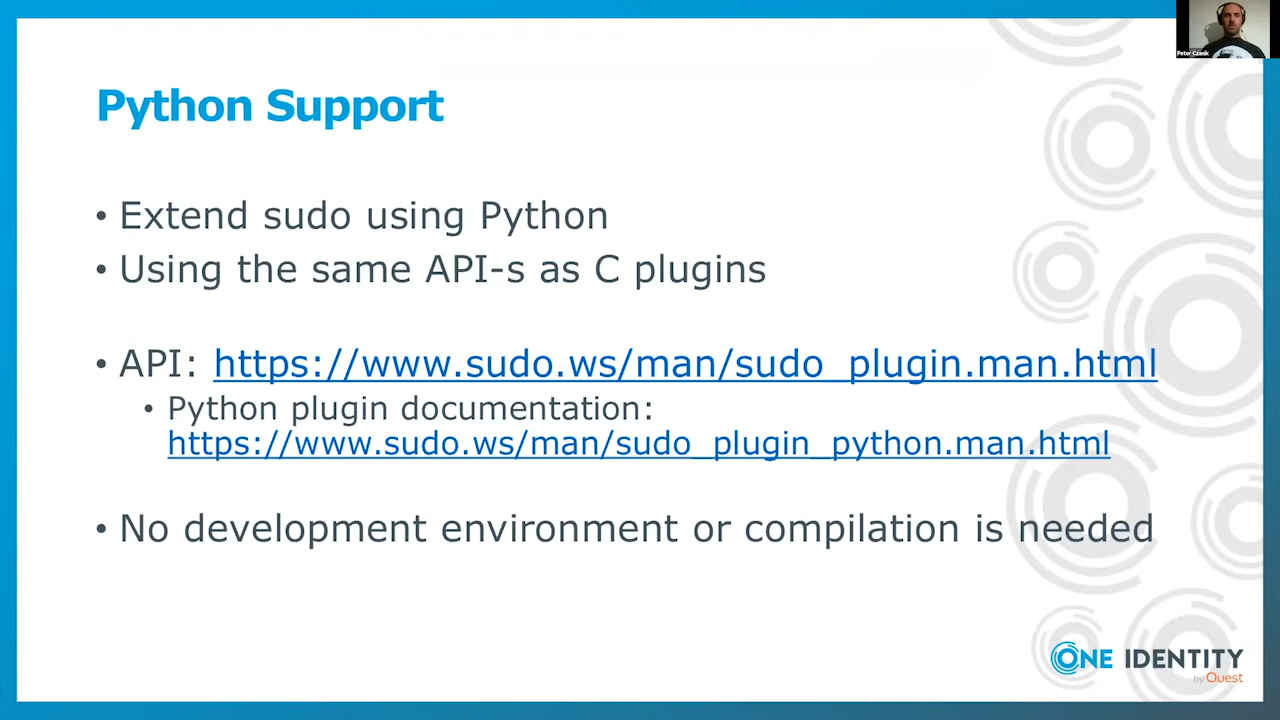 Peter Czanik
Python Support
• Extend sudo using Python
• Using the same API-s as C plugins
• API: https://www.sudo.ws/man/sudo_plugin.man.html
• Python plugin documentation:
https://www.sudo.ws/man/sudo_plugin_python.man.html
• No development environment or compilation is needed
ONE IDENTITY
by Quest